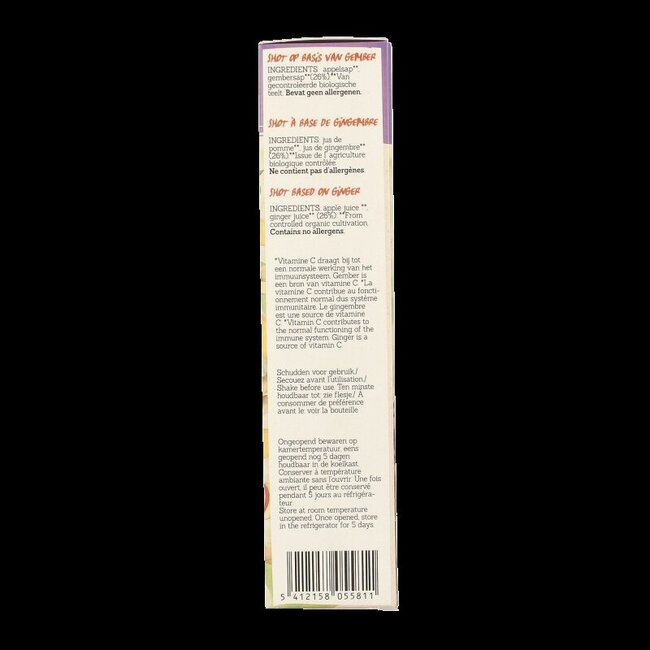 SHOT OP BASIS VAN GEMBER
INGREDIENTS: appelsap**,
gembersap**(26%).**Van
gecontroleerde biologische
teelt. Bevat geen allergenen.
SHOT À BASE DE GINGEMBRE
INGREDIENTS: jus de
pomme**, jus de gingembre**
(26%).**Issue de l' agriculture
biologique contrôlée.
Ne contient pas d'allergènes.
SHOT BASED ON GINGER
INGREDIENTS: apple juice **,
ginger juice** (26%). **From
controlled organic cultivation.
Contains no allergens.
*Vitamine C draagt bij tot
een normale werking van het
immuunsysteem. Gember is
een bron van vitamine C. *La
vitamine C contribue au foncti-
onnement normal dus système
immunitaire. Le gingembre
est une source de vitamine
C. *Vitamin C contributes to
the normal functioning of the
immune system. Ginger is a
source of vitamin C.
Schudden voor gebruik./
Secouez avant l'utilisation./
Shake before use. Ten minste
houdbaar tot: zie flesje./ A
consommer de préférence
avant le: voir la bouteille
Ongeopend bewaren op
kamertemperatuur, eens
geopend nog 5 dagen
houdbaar in de koelkast.
Conserver à température
ambiante sans l'ouvrir. Une fois
ouvert, il peut être conservé
pendant 5 jours au réfrigéra-
teur.
Store at room temperature
unopened. Once opened, store
in the refrigerator for 5 days.
5 412158 055811